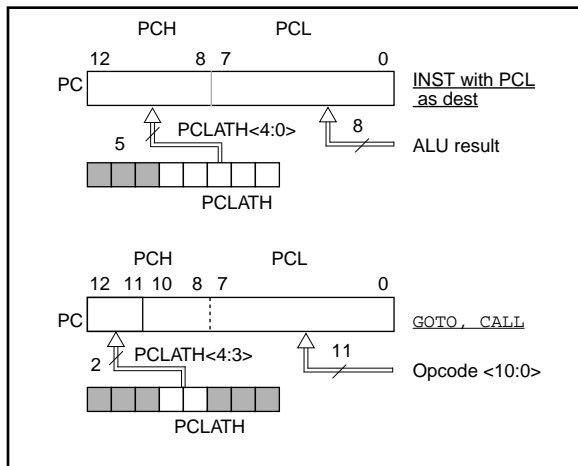 PCH PCL
12 8 7 0
PC
INST with PCL
as dest
5 PCLATH<4:0> 8 ALU result
PCLATH
PCH PCL
12 11 10 8 7 0
PC
GOTO, CALL
2 PCLATH<4:3> 11 Opcode <10:0>
PCLATH